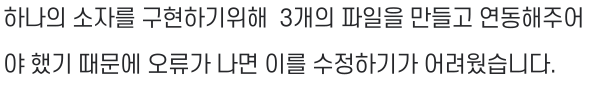 하나의 소자를 구현하기위해 3개의 파일을 만들고 연동해주어
야 했기 때문에 오류가 나면 이를 수정하기가 어려웠습니다.